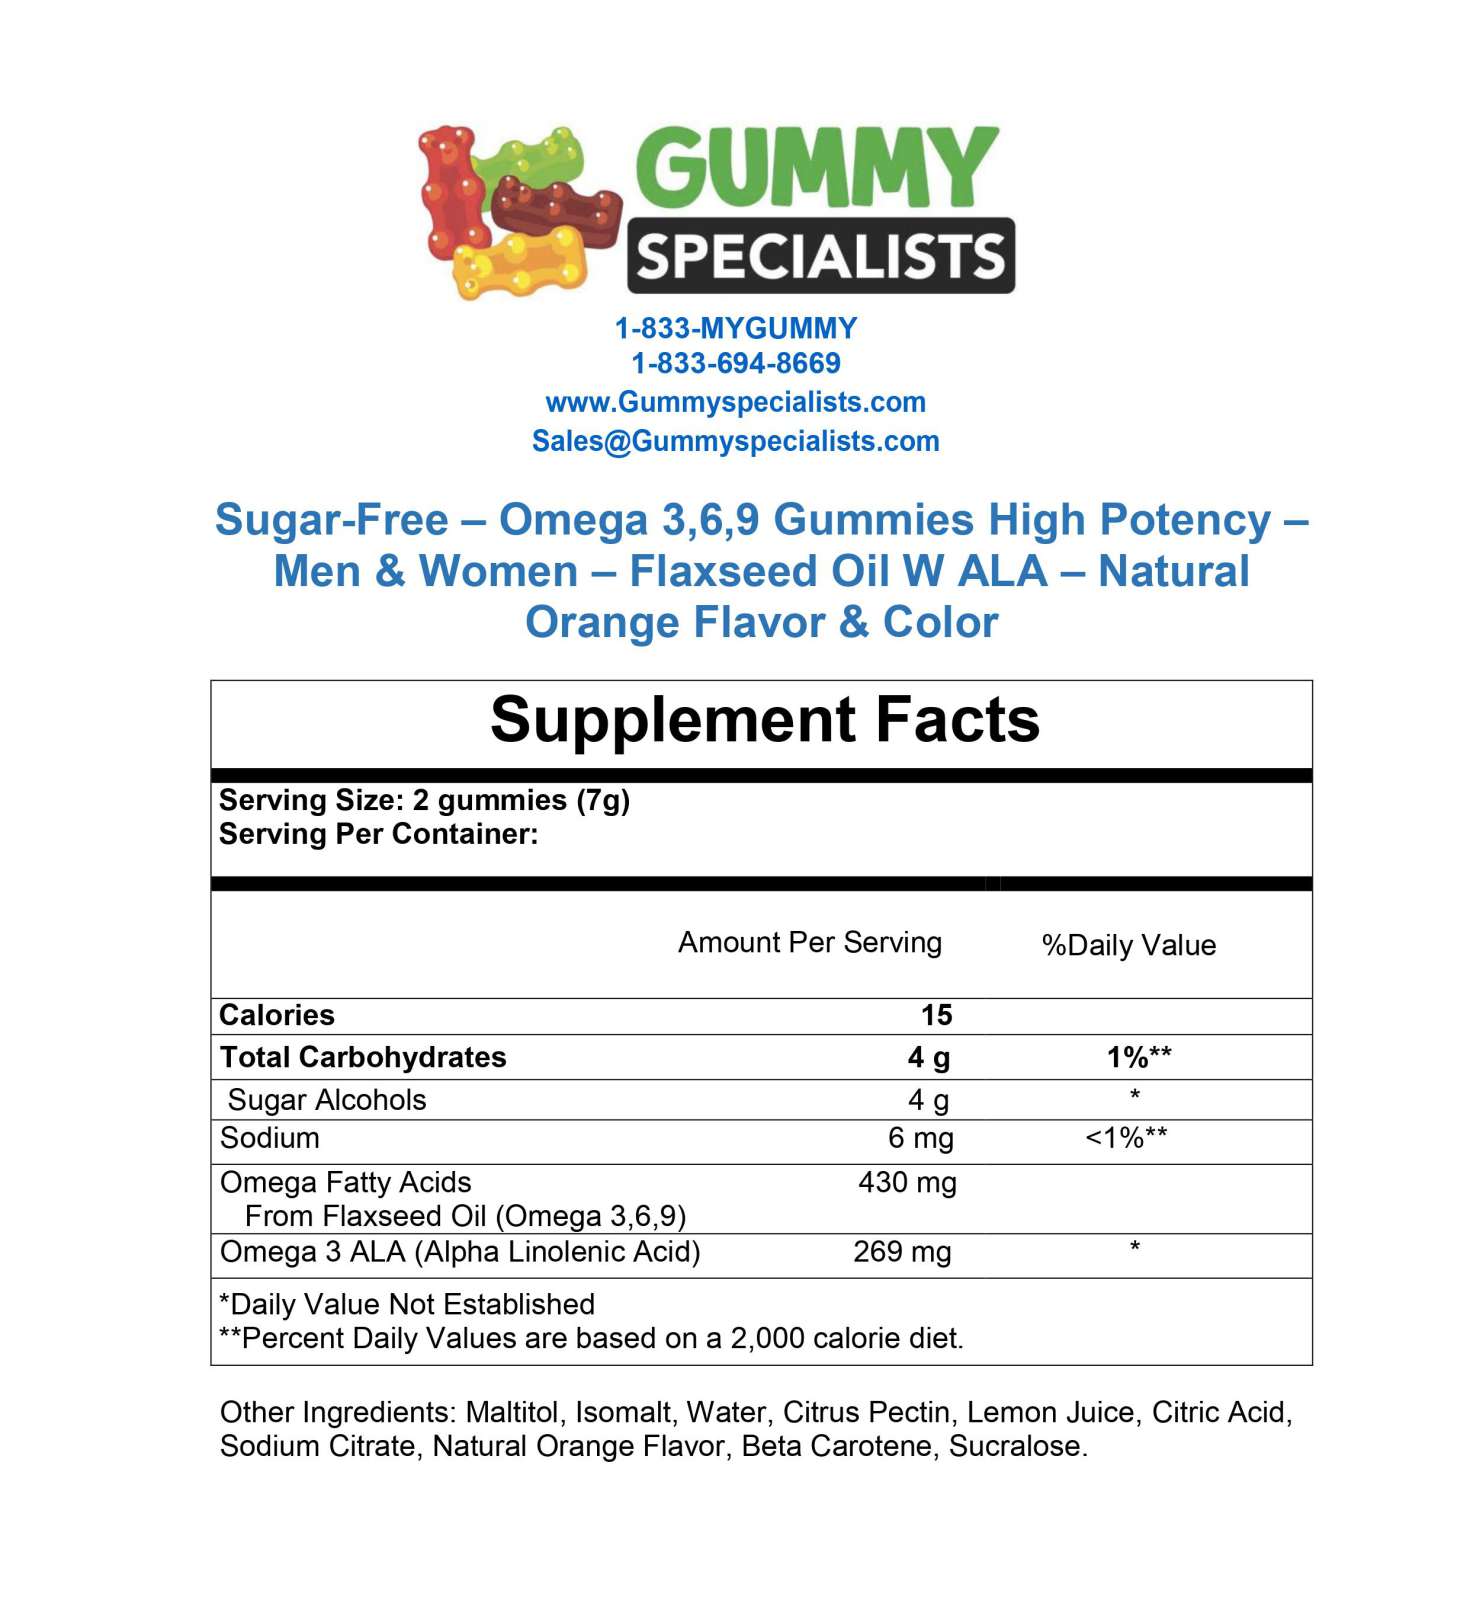 GUMMY
SPECIALISTS
1-833-MYGUMMY
1-833-694-8669
www.Gummyspecialists.com
Sales@Gummyspecialists.com
Sugar-Free – Omega 3,6,9 Gummies High Potency –
Men & Women – Flaxseed Oil W ALA – Natural
Orange Flavor & Color
Supplement Facts
Serving Size: 2 gummies (7g)
Serving Per Container:
Amount Per Serving %Daily Value
Calories 15
Total Carbohydrates 4 g 1%**
Sugar Alcohols 4 g *
Sodium 6 mg <1%**
Omega Fatty Acids 430 mg
From Flaxseed Oil (Omega 3,6,9)
Omega 3 ALA (Alpha Linolenic Acid) 269 mg *
*Daily Value Not Established
**Percent Daily Values are based on a 2,000 calorie diet.
Other Ingredients: Maltitol, Isomalt, Water, Citrus Pectin, Lemon Juice, Citric Acid,
Sodium Citrate, Natural Orange Flavor, Beta Carotene, Sucralose.